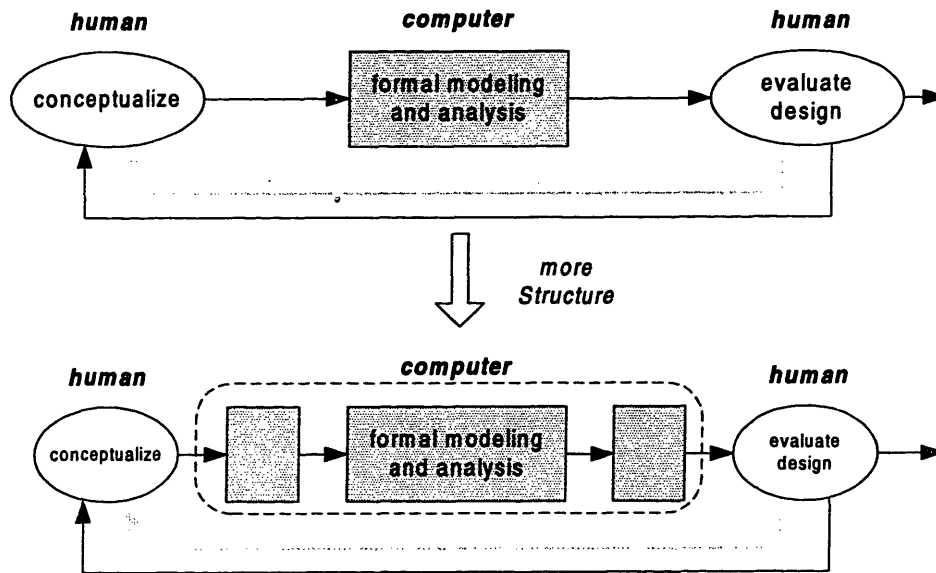 human
computer
human
conceptualize
formal modeling
and analysis
evaluate
design
more
Structure
human
computer
human
conceptualize
formal modeling
and analysis
evaluate
design